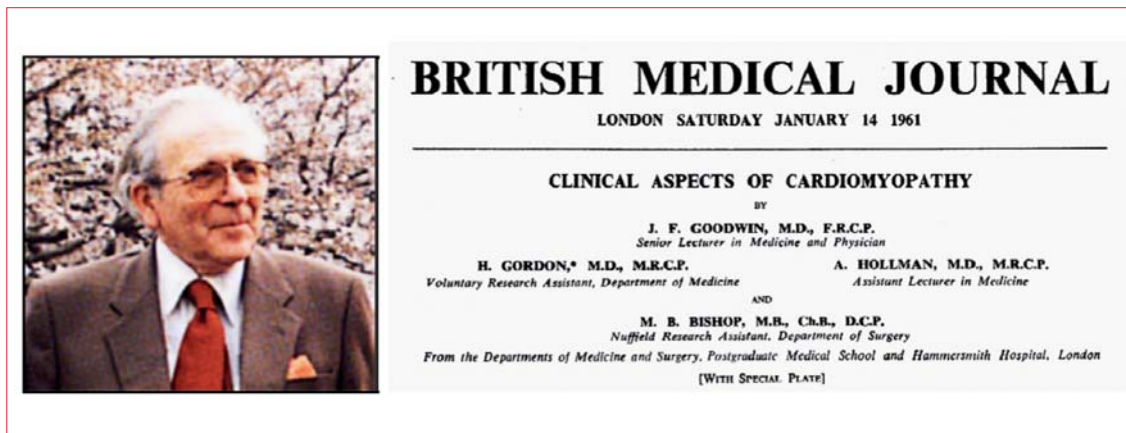 BRITISH MEDICAL JOURNAL
LONDON SATURDAY JANUARY 14 1961
CLINICAL ASPECTS OF CARDIOMYOPATHY
BY
J. F. GOODWIN, M.D., F.R.C.P.
Senior Lecturer in Medicine and Physician
H. GORDON,* M.D., M.R.C.P.
Voluntary Research Assistant, Department of Medicine
A. HOLLMAN, M.D., M.R.C.P.
Assistant Lecturer in Medicine
AND
M. B. BISHOP, M.B., Ch.B., D.C.P.
Nuffield Research Assistant, Department of Surgery
From the Departments of Medicine and Surgery, Postgraduate Medical School and Hammersmith Hospital, London
[WITH SPECIAL PLATE]